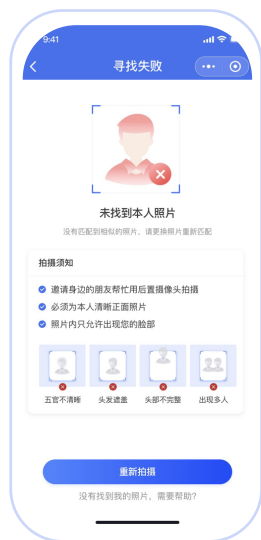 9:41
寻找失败
未找到本人照片
没有匹配到相似的照片，请更换照片重新匹配
拍摄须知
邀请身边的朋友帮忙用后置摄像头拍摄
必须为本人清晰正面照片
照片内只允许出现您的脸部
五官不清晰 头发遮盖 头部不完整 出现多人
重新拍摄
没有找到我的照片，需要帮助?